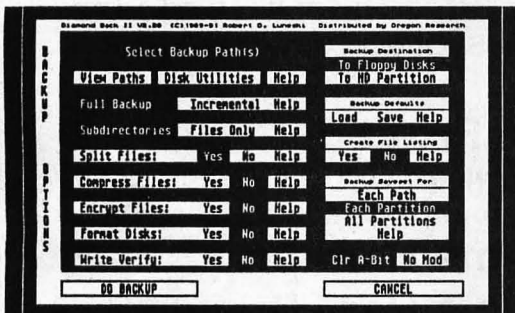 Diamond Back II V2.20 (C)1989-91 Robert D. Luneski Distributed by Oregon Research
BACKUP OPTIONS
Select Backup Path(s)
View Paths Disk Utilities Help
Full Backup Incremental Help
Subdirectories Files Only Help
Split Files: Yes No Help
Compress Files: Yes No Help
Encrypt Files: Yes No Help
Format Disks: Yes No Help
Write Verify: Yes No Help
Backup Destination
To Floppy Disks
To HD Partition
Backup Defaults
Load Save Help
Create File Listing
Yes No Help
Backup Saveset For
Each Path
Each Partition
All Partitions
Help
Clr A-Bit No Mod
DO BACKUP
CANCEL